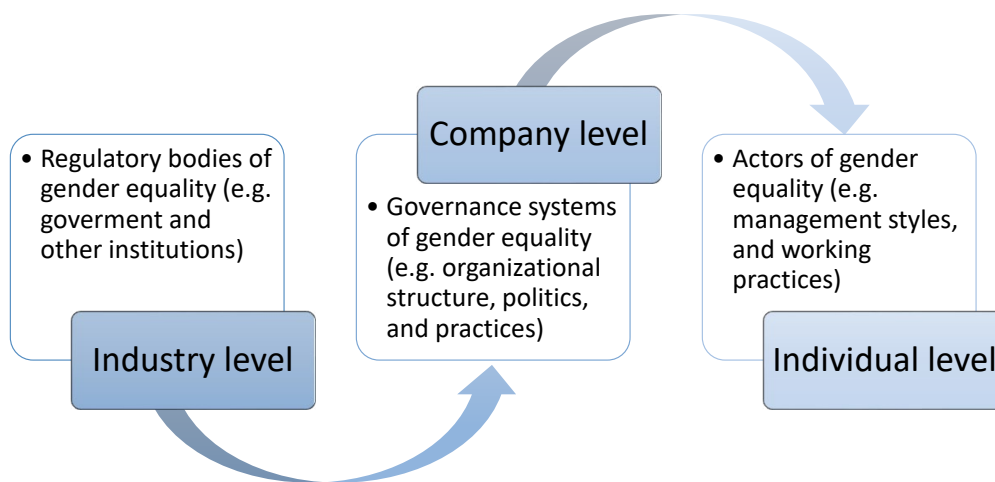 • Regulatory bodies of
gender equality (e.g.
goverment and
other institutions)
Industry level
Company level
• Governance systems
of gender equality
(e.g. organizational
structure, politics,
and practices)
• Actors of gender
equality (e.g.
management styles,
and working
practices)
Individual level